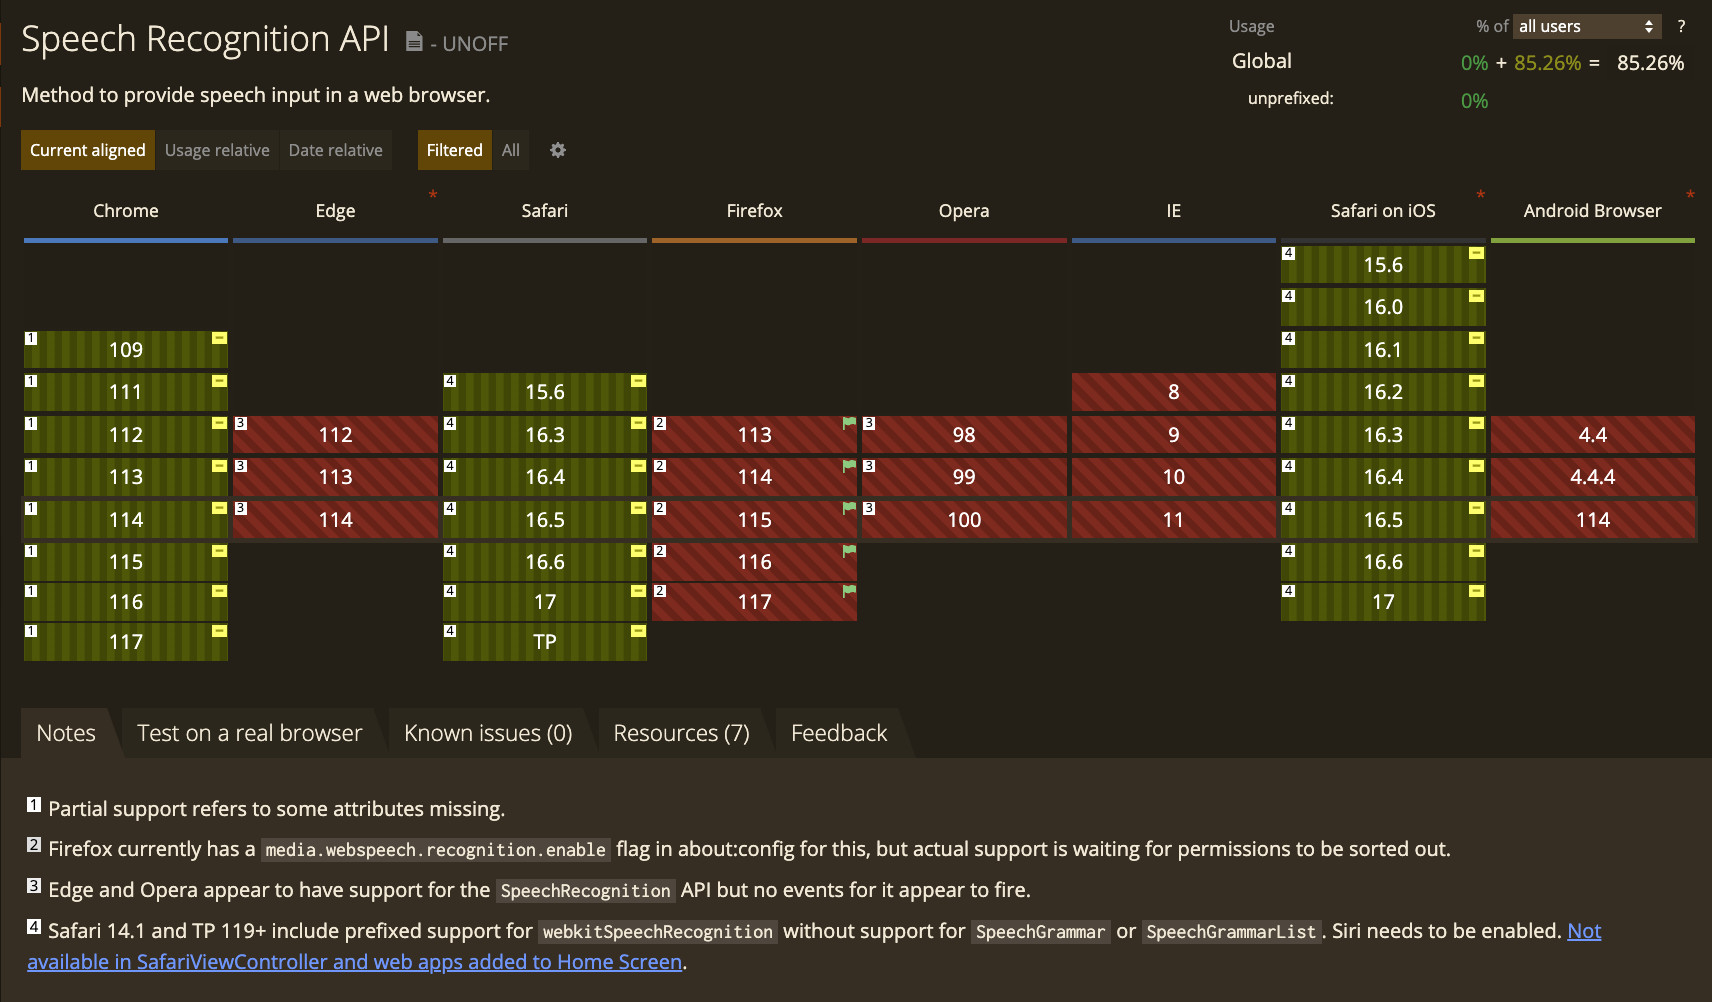 Speech Recognition API - UNOFF
Usage % of all users ?
Global 0% + 85.26% = 85.26%
Method to provide speech input in a web browser.
unprefixed: 0%
Current aligned Usage relative Date relative Filtered All
Chrome Edge * Safari Firefox Opera IE Safari on iOS * Android Browser *
4 15.6
4 16.0
1 109 4 16.1
1 111 4 15.6 8 4 16.2
1 112 3 112 4 16.3 2 113 3 98 9 4 16.3 4.4
1 113 3 113 4 16.4 2 114 3 99 10 4 16.4 4.4.4
1 114 3 114 4 16.5 2 115 3 100 11 4 16.5 114
1 115 4 16.6 2 116 4 16.6
1 116 4 17 2 117 4 17
1 117 4 TP
Notes Test on a real browser Known issues (0) Resources (7) Feedback
1 Partial support refers to some attributes missing.
2 Firefox currently has a media.webspeech.recognition.enable flag in about:config for this, but actual support is waiting for permissions to be sorted out.
3 Edge and Opera appear to have support for the SpeechRecognition API but no events for it appear to fire.
4 Safari 14.1 and TP 119+ include prefixed support for webkitSpeechRecognition without support for SpeechGrammar or SpeechGrammarList. Siri needs to be enabled. Not
available in SafariViewController and web apps added to Home Screen.